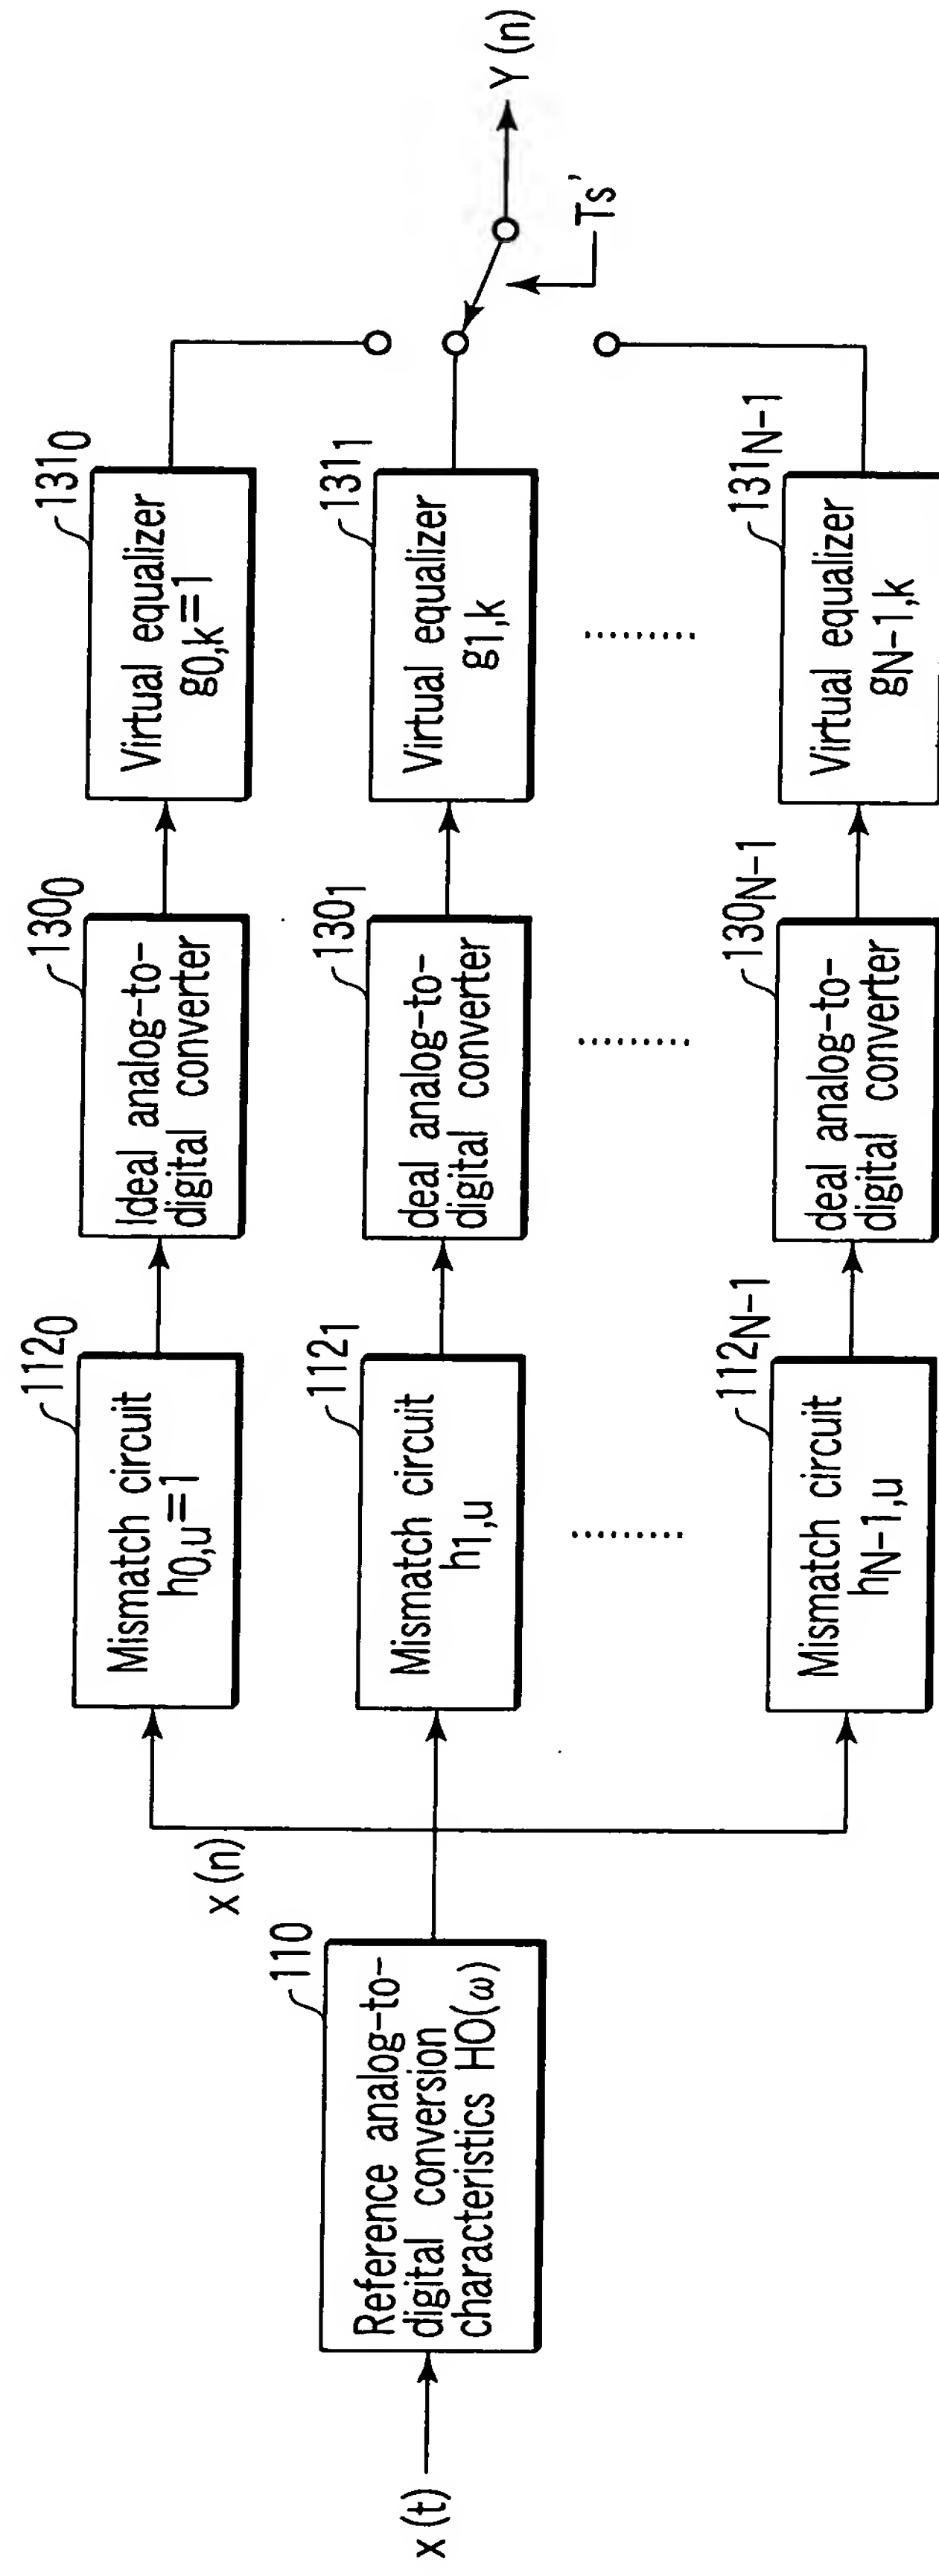 x (t)
110
Reference analog-to-
digital conversion
characteristics HO(ω)
x (n)
1120
Mismatch circuit
h0,u=1
1300
Ideal analog-to-
digital converter
1310
Virtual equalizer
g0,k=1
1121
Mismatch circuit
h1,u
1301
deal analog-to-
digital converter
1311
Virtual equalizer
g1,k
.........
.........
.........
112N-1
Mismatch circuit
hN-1,u
130N-1
deal analog-to-
digital converter
131N-1
Virtual equalizer
gN-1,k
Ts'
Y (n)